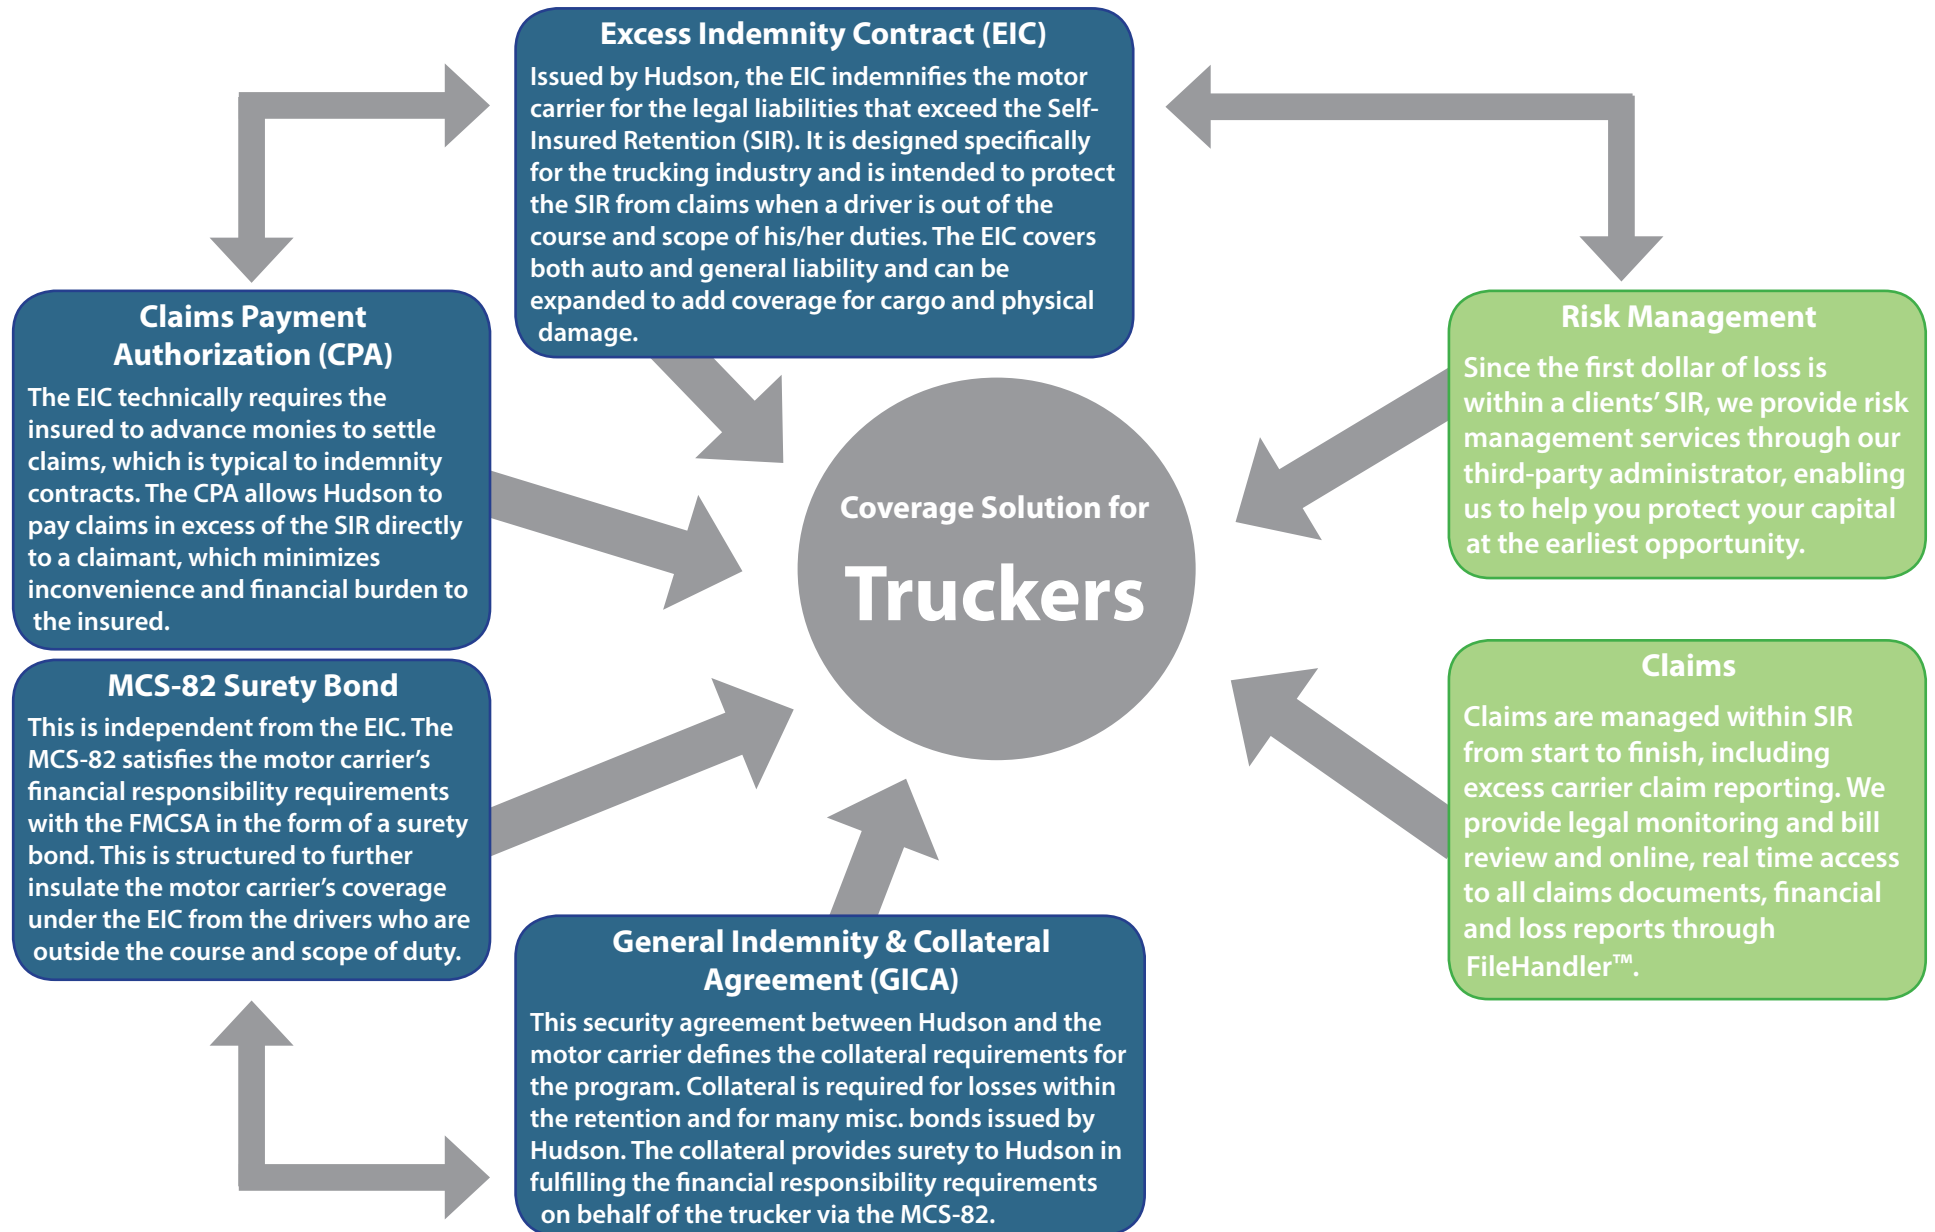 Excess Indemnity Contract (EIC)
Issued by Hudson, the EIC indemnifies the motor
carrier for the legal liabilities that exceed the Self-
Insured Retention (SIR). It is designed specifically
for the trucking industry and is intended to protect
the SIR from claims when a driver is out of the
course and scope of his/her duties. The EIC covers
both auto and general liability and can be
expanded to add coverage for cargo and physical
damage.
Claims Payment
Authorization (CPA)
The EIC technically requires the
insured to advance monies to settle
claims, which is typical to indemnity
contracts. The CPA allows Hudson to
pay claims in excess of the SIR directly
to a claimant, which minimizes
inconvenience and financial burden to
the insured.
Risk Management
Since the first dollar of loss is
within a clients' SIR, we provide risk
management services through our
third-party administrator, enabling
us to help you protect your capital
at the earliest opportunity.
Coverage Solution for
Truckers
MCS-82 Surety Bond
This is independent from the EIC. The
MCS-82 satisfies the motor carrier's
financial responsibility requirements
with the FMCSA in the form of a surety
bond. This is structured to further
insulate the motor carrier's coverage
under the EIC from the drivers who are
outside the course and scope of duty.
Claims
Claims are managed within SIR
from start to finish, including
excess carrier claim reporting. We
provide legal monitoring and bill
review and online, real time access
to all claims documents, financial
and loss reports through
FileHandler™.
General Indemnity & Collateral
Agreement (GICA)
This security agreement between Hudson and the
motor carrier defines the collateral requirements for
the program. Collateral is required for losses within
the retention and for many misc. bonds issued by
Hudson. The collateral provides surety to Hudson in
fulfilling the financial responsibility requirements
on behalf of the trucker via the MCS-82.